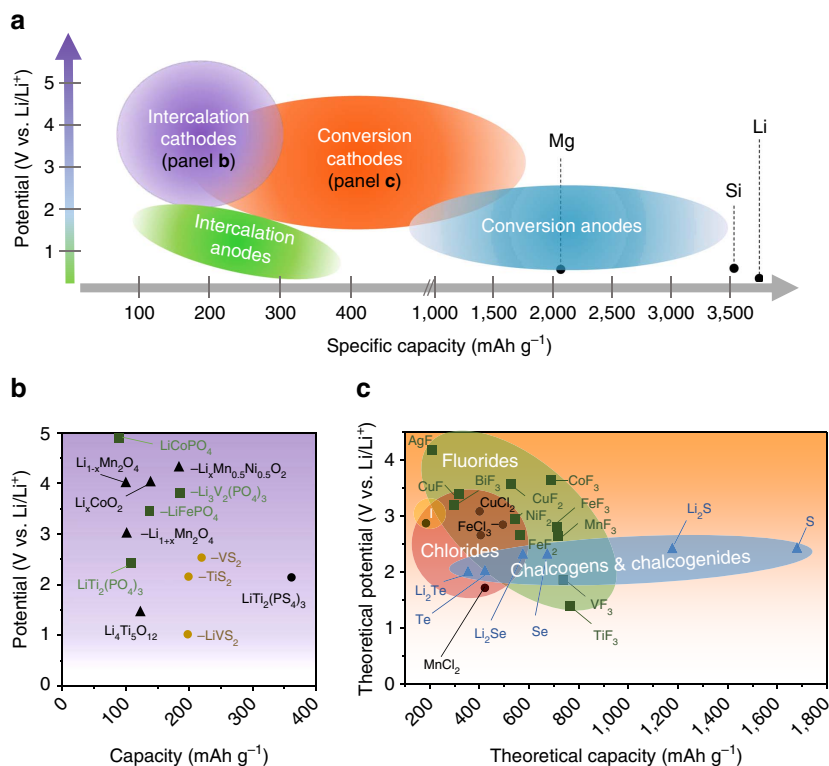 a
Potential (V vs. Li/Li⁺)
5
4
3
2
1
Intercalation
cathodes
(panel b)
Conversion
cathodes
(panel c)
Intercalation
anodes
Conversion anodes
Mg
Si
Li
100
200
300
400
1,000
1,500
2,000
2,500
3,000
3,500
Specific capacity (mAh g⁻¹)
b
Potential (V vs. Li/Li⁺)
5
4
3
2
1
0
LiCoPO₄
Li₁₋ₓMn₂O₄
LiₓMn₀.₅Ni₀.₅O₂
LiₓCoO₂
Li₃V₂(PO₄)₃
LiFePO₄
Li₁₊ₓMn₂O₄
VS₂
TiS₂
LiTi₂(PO₄)₃
LiTi₂(PS₄)₃
Li₄Ti₅O₁₂
LiVS₂
0
100
200
300
400
Capacity (mAh g⁻¹)
c
Theoretical potential (V vs. Li/Li⁺)
5
4
3
2
1
0
AgF
Fluorides
BiF₃
CoF₃
CuF
CuCl₂
CuF₂
FeF₃
I
FeCl₃
NiF₂
MnF₃
Li₂S
S
FeF₂
Chlorides
Chalcogens & chalcogenides
Li₂Te
Te
Li₂Se
Se
VF₃
TiF₃
MnCl₂
200
400
600
800
1,000
1,200
1,400
1,600
1,800
Theoretical capacity (mAh g⁻¹)